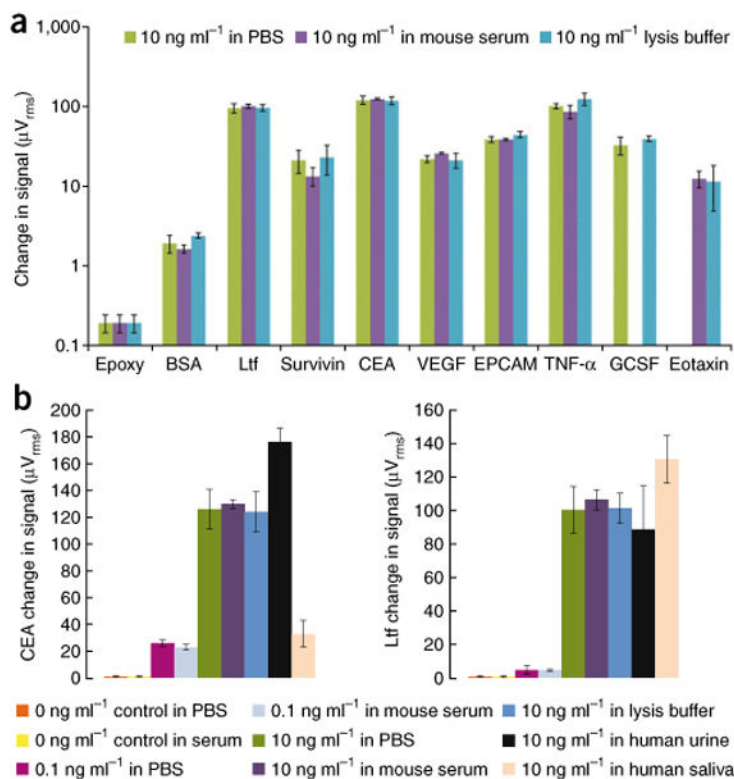 a
10 ng ml⁻¹ in PBS 10 ng ml⁻¹ in mouse serum 10 ng ml⁻¹ lysis buffer
Change in signal (μVrms)
1,000
100
10
1
0.1
Epoxy BSA Ltf Survivin CEA VEGF EPCAM TNF-α GCSF Eotaxin
b
CEA change in signal (μVrms)
200
180
160
140
120
100
80
60
40
20
0
Ltf change in signal (μVrms)
160
140
120
100
80
60
40
20
0
0 ng ml⁻¹ control in PBS 0.1 ng ml⁻¹ in mouse serum 10 ng ml⁻¹ in lysis buffer
0 ng ml⁻¹ control in serum 10 ng ml⁻¹ in PBS 10 ng ml⁻¹ in human urine
0.1 ng ml⁻¹ in PBS 10 ng ml⁻¹ in mouse serum 10 ng ml⁻¹ in human saliva